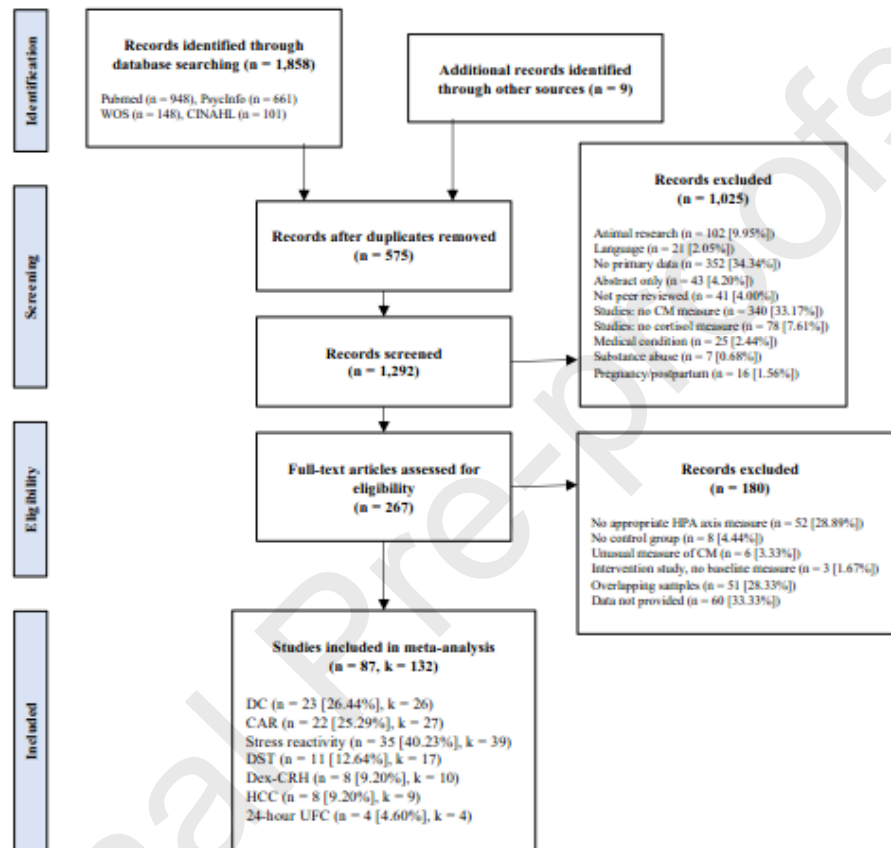 Identification
Records identified through
database searching (n = 1,858)
Pubmed (n = 948), PsycInfo (n = 661)
WOS (n = 148), CINAHL (n = 101)
Additional records identified
through other sources (n = 9)
Screening
Records after duplicates removed
(n = 575)
Records screened
(n = 1,292)
Records excluded
(n = 1,025)
Animal research (n = 102 [9.95%])
Language (n = 21 [2.05%])
No primary data (n = 352 [34.34%])
Abstract only (n = 43 [4.20%])
Not peer reviewed (n = 41 [4.00%])
Studies: no CM measure (n = 340 [33.17%])
Studies: no cortisol measure (n = 78 [7.61%])
Medical condition (n = 25 [2.44%])
Substance abuse (n = 7 [0.68%])
Pregnancy/postpartum (n = 16 [1.56%])
Eligibility
Full-text articles assessed for
eligibility
(n = 267)
Records excluded
(n = 180)
No appropriate HPA axis measure (n = 52 [28.89%])
No control group (n = 8 [4.44%])
Unusual measure of CM (n = 6 [3.33%])
Intervention study, no baseline measure (n = 3 [1.67%])
Overlapping samples (n = 51 [28.33%])
Data not provided (n = 60 [33.33%])
Included
Studies included in meta-analysis
(n = 87, k = 132)
DC (n = 23 [26.44%], k = 26)
CAR (n = 22 [25.29%], k = 27)
Stress reactivity (n = 35 [40.23%], k = 39)
DST (n = 11 [12.64%], k = 17)
Dex-CRH (n = 8 [9.20%], k = 10)
HCC (n = 8 [9.20%], k = 9)
24-hour UFC (n = 4 [4.60%], k = 4)
al Pre-proofs